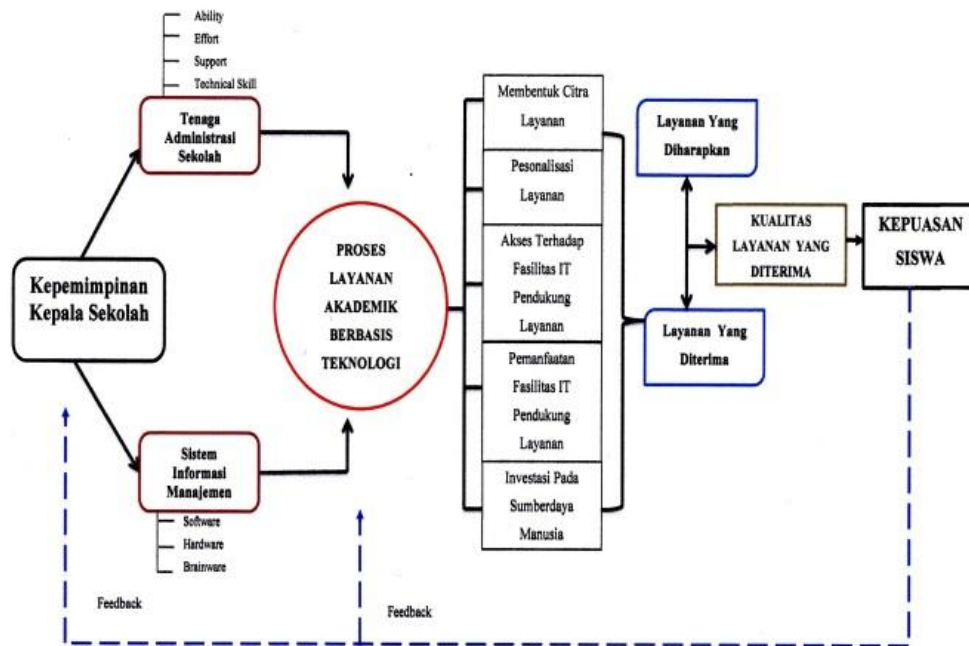 Ability
Effort
Support
Technical Skill
Tenaga
Administrasi
Sekolah
Kepemimpinan
Kepala Sekolah
Sistem
Informasi
Manajemen
Software
Hardware
Brainware
PROSES
LAYANAN
AKADEMIK
BERBASIS
TEKNOLOGI
Membentuk Citra
Layanan
Pesonalisasi
Layanan
Akses Terhadap
Fasilitas IT
Pendukung
Layanan
Pemanfaatan
Fasilitas IT
Pendukung
Layanan
Investasi Pada
Sumberdaya
Manusia
Layanan Yang
Diharapkan
Layanan Yang
Diterima
KUALITAS
LAYANAN YANG
DITERIMA
KEPUASAN
SISWA
Feedback
Feedback